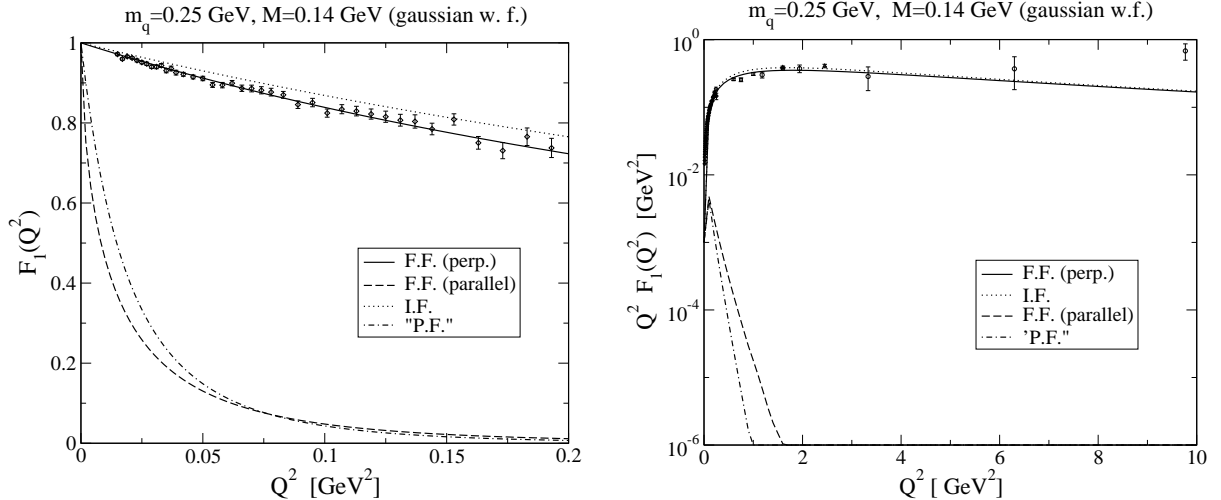 m_q=0.25 GeV, M=0.14 GeV (gaussian w. f.)
1
0.8
0.6
0.4
0.2
0
F_1(Q^2)
F.F. (perp.)
F.F. (parallel)
I.F.
"P.F."
0
0.05
0.1
0.15
0.2
Q^2 [GeV^2]
m_q=0.25 GeV, M=0.14 GeV (gaussian w.f.)
10^0
10^-2
10^-4
10^-6
Q^2 F_1(Q^2) [GeV^2]
F.F. (perp.)
I.F.
F.F. (parallel)
'P.F."
0
2
4
6
8
10
Q^2 [ GeV^2]